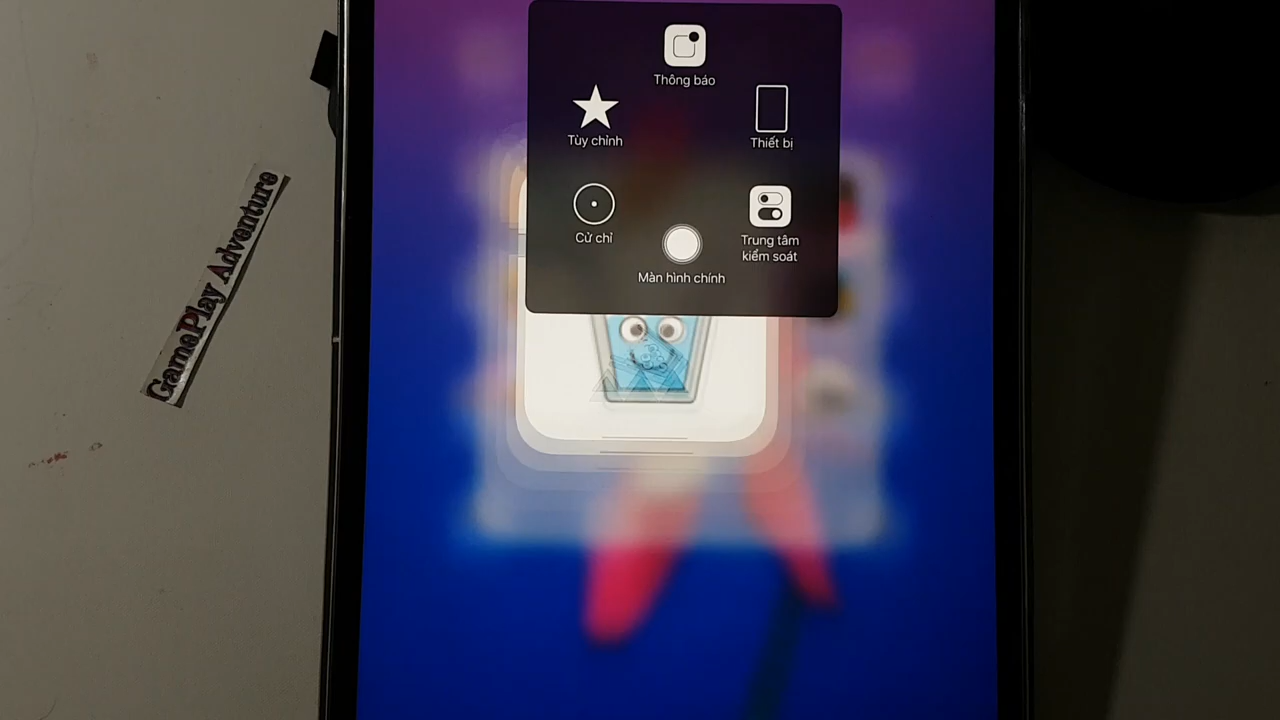 Thông báo
Tùy chỉnh
Thiết bị
Cử chỉ
Trung tâm
kiểm soát
Màn hình chính
GamePlay Adventure